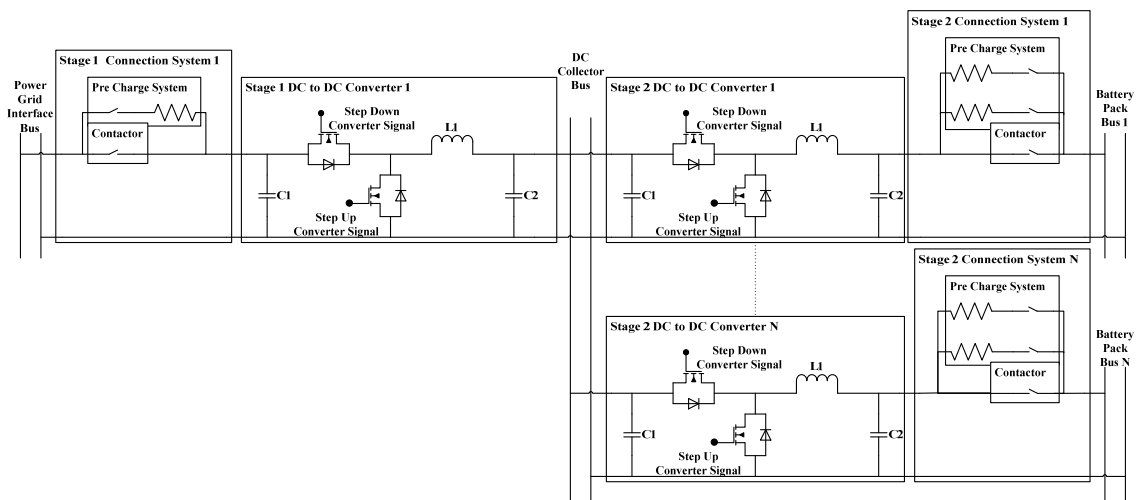 Power
Grid
Interface
Bus
Stage 1 Connection System 1
Pre Charge System
Contactor
Stage 1 DC to DC Converter 1
Step Down
Converter Signal
L1
C1
C2
Step Up
Converter Signal
DC
Collector
Bus
Stage 2 DC to DC Converter 1
Step Down
Converter Signal
L1
C1
C2
Step Up
Converter Signal
Stage 2 Connection System 1
Pre Charge System
Contactor
Battery
Pack
Bus 1
Stage 2 DC to DC Converter N
Step Down
Converter Signal
L1
C1
C2
Step Up
Converter Signal
Stage 2 Connection System N
Pre Charge System
Contactor
Battery
Pack
Bus N